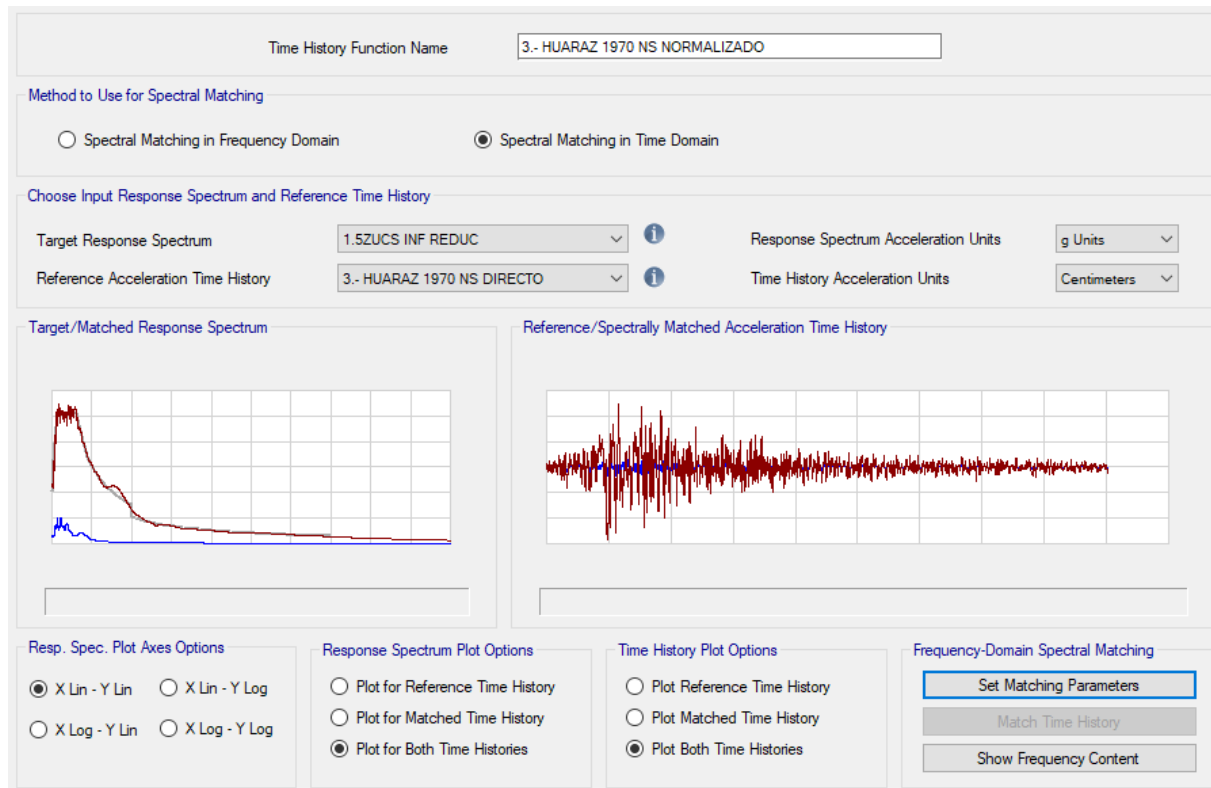 Time History Function Name 3.- HUARAZ 1970 NS NORMALIZADO
Method to Use for Spectral Matching
Spectral Matching in Frequency Domain Spectral Matching in Time Domain
Choose Input Response Spectrum and Reference Time History
Target Response Spectrum 1.5ZUCS INF REDUC Response Spectrum Acceleration Units g Units
Reference Acceleration Time History 3.- HUARAZ 1970 NS DIRECTO Time History Acceleration Units Centimeters
Target/Matched Response Spectrum Reference/Spectrally Matched Acceleration Time History
Resp. Spec. Plot Axes Options
X Lin - Y Lin X Lin - Y Log
X Log - Y Lin X Log - Y Log
Response Spectrum Plot Options
Plot for Reference Time History
Plot for Matched Time History
Plot for Both Time Histories
Time History Plot Options
Plot Reference Time History
Plot Matched Time History
Plot Both Time Histories
Frequency-Domain Spectral Matching
Set Matching Parameters
Match Time History
Show Frequency Content